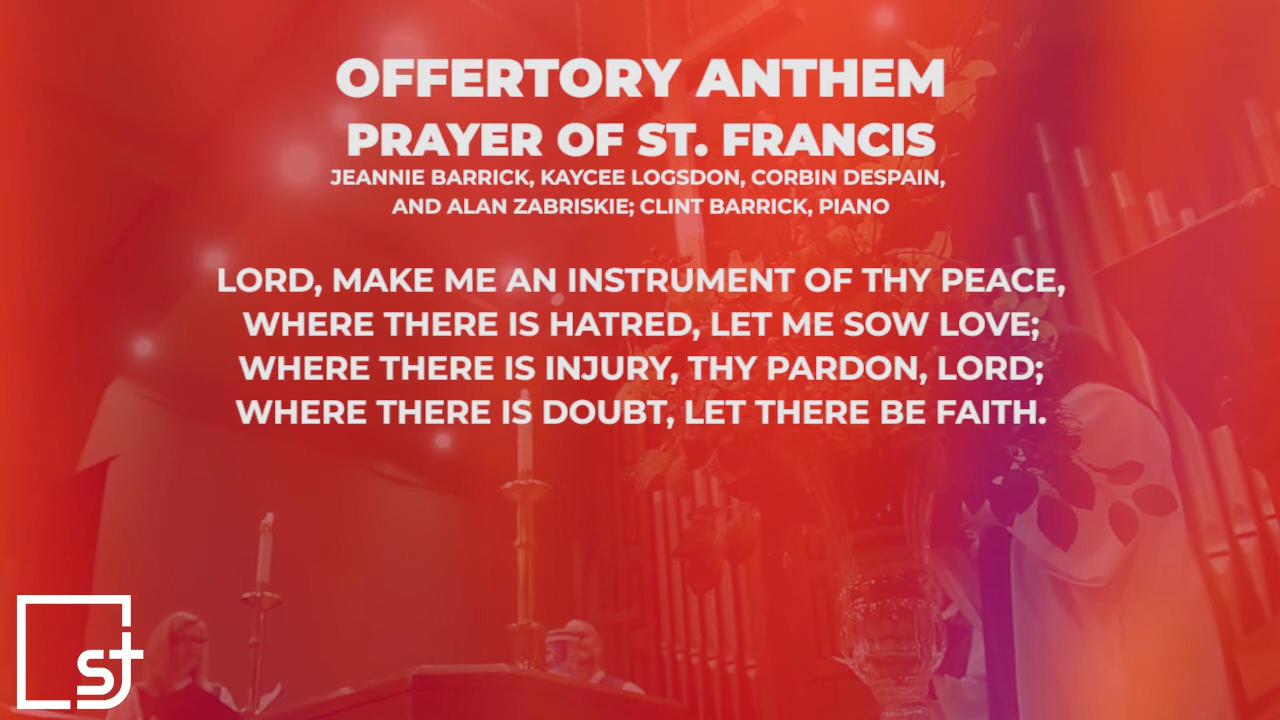 OFFERTORY ANTHEM
PRAYER OF ST. FRANCIS
JEANNIE BARRICK, KAYCEE LOGSDON, CORBIN DESPAIN,
AND ALAN ZABRISKIE; CLINT BARRICK, PIANO
LORD, MAKE ME AN INSTRUMENT OF THY PEACE,
WHERE THERE IS HATRED, LET ME SOW LOVE;
WHERE THERE IS INJURY, THY PARDON, LORD;
WHERE THERE IS DOUBT, LET THERE BE FAITH.
st